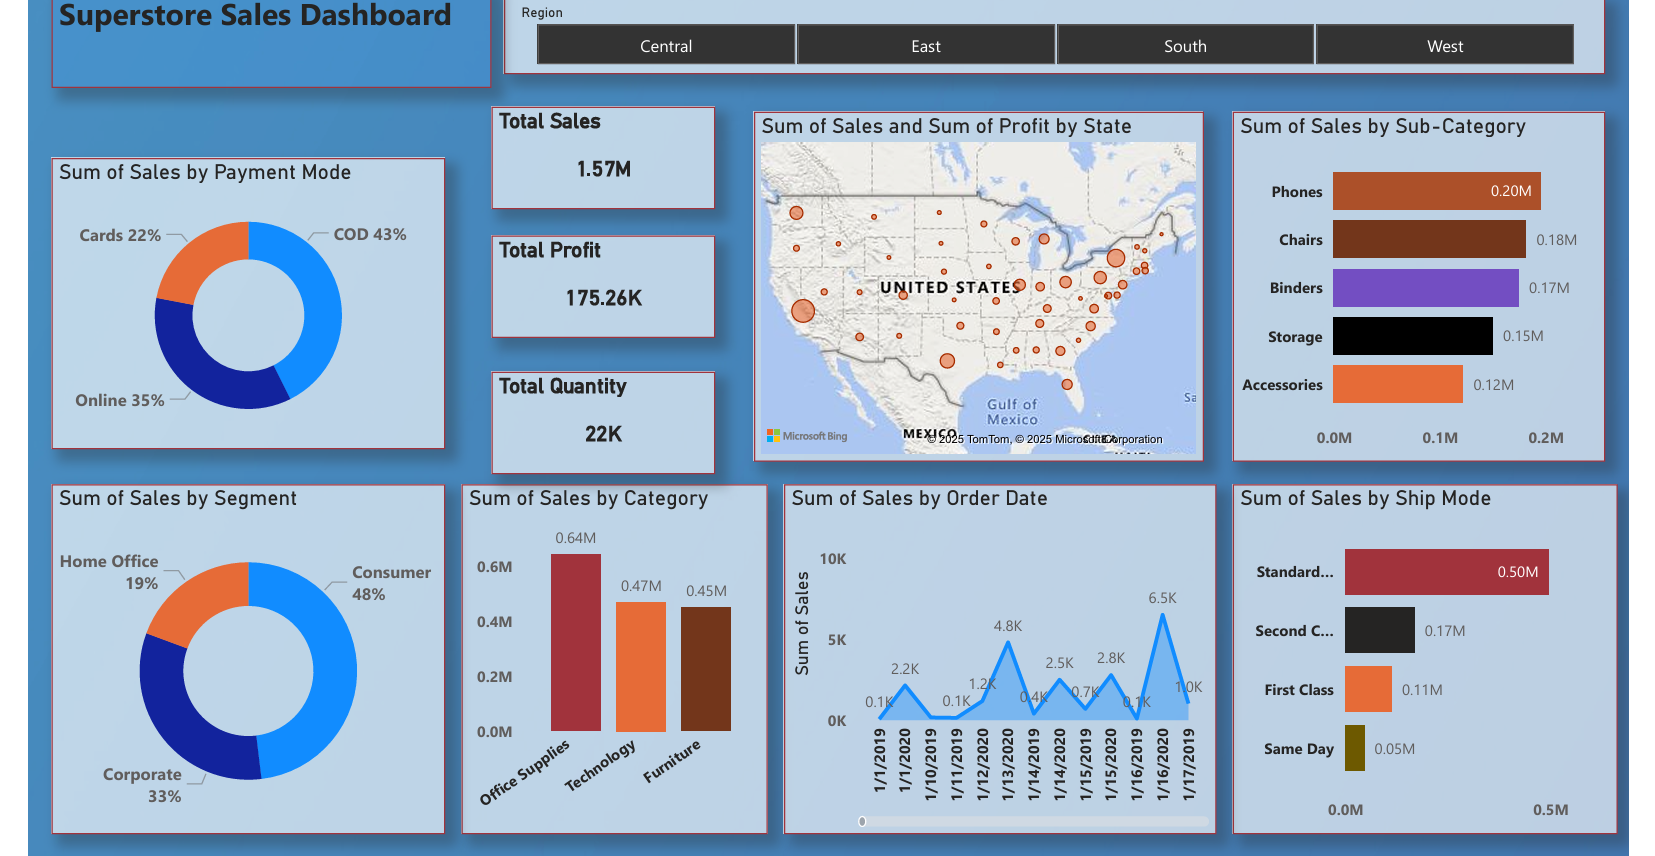 Superstore Sales Dashboard
Region
Central
East
South
West
Sum of Sales by Payment Mode
Cards 22%
COD 43%
Online 35%
Total Sales
1.57M
Total Profit
175.26K
Total Quantity
22K
Sum of Sales and Sum of Profit by State
UNITED STATES
Gulf of
Mexico
Sa
MEXICO
Microsoft Bing
© 2025 TomTom, © 2025 Microsoft Corporation
Sum of Sales by Sub-Category
Phones
0.20M
Chairs
0.18M
Binders
0.17M
Storage
0.15M
Accessories
0.12M
0.0M
0.1M
0.2M
Sum of Sales by Segment
Home Office
19%
Consumer
48%
Corporate
33%
Sum of Sales by Category
0.64M
0.47M
0.45M
0.6M
0.4M
0.2M
0.0M
Office Supplies
Technology
Furniture
Sum of Sales by Order Date
Sum of Sales
10K
5K
0K
0.1K
2.2K
0.1K
1.2K
4.8K
0.4K
2.5K
0.7K
2.8K
0.1K
6.5K
1.0K
1/1/2019
1/1/2020
1/10/2019
1/11/2019
1/12/2020
1/13/2020
1/14/2019
1/14/2020
1/15/2019
1/15/2020
1/16/2019
1/16/2020
1/17/2019
Sum of Sales by Ship Mode
Standard...
0.50M
Second C...
0.17M
First Class
0.11M
Same Day
0.05M
0.0M
0.5M